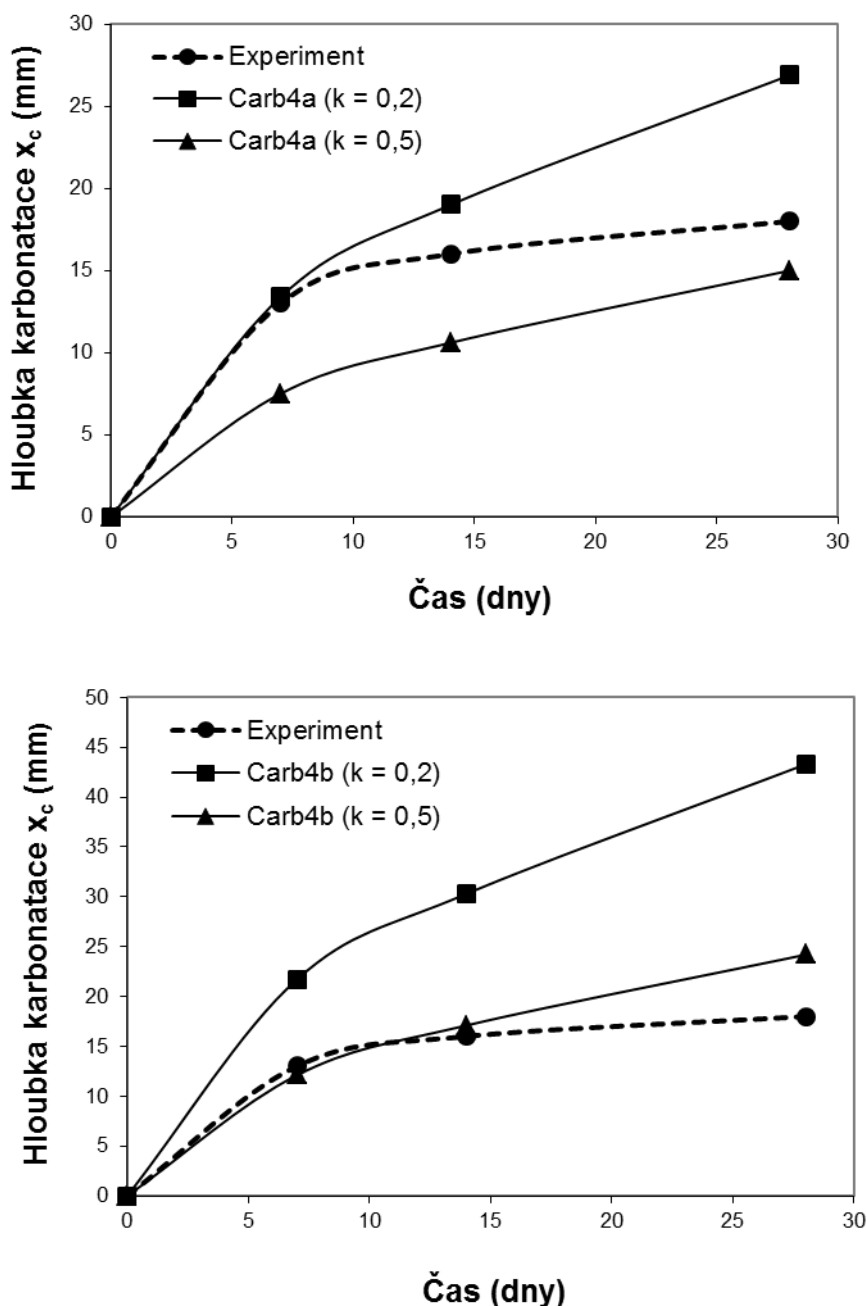 30
25
20
15
10
5
0
Hloubka karbonatace xc (mm)
Experiment
Carb4a (k = 0,2)
Carb4a (k = 0,5)
0 5 10 15 20 25 30
Čas (dny)
50
45
40
35
30
25
20
15
10
5
0
Hloubka karbonatace xc (mm)
Experiment
Carb4b (k = 0,2)
Carb4b (k = 0,5)
0 5 10 15 20 25 30
Čas (dny)